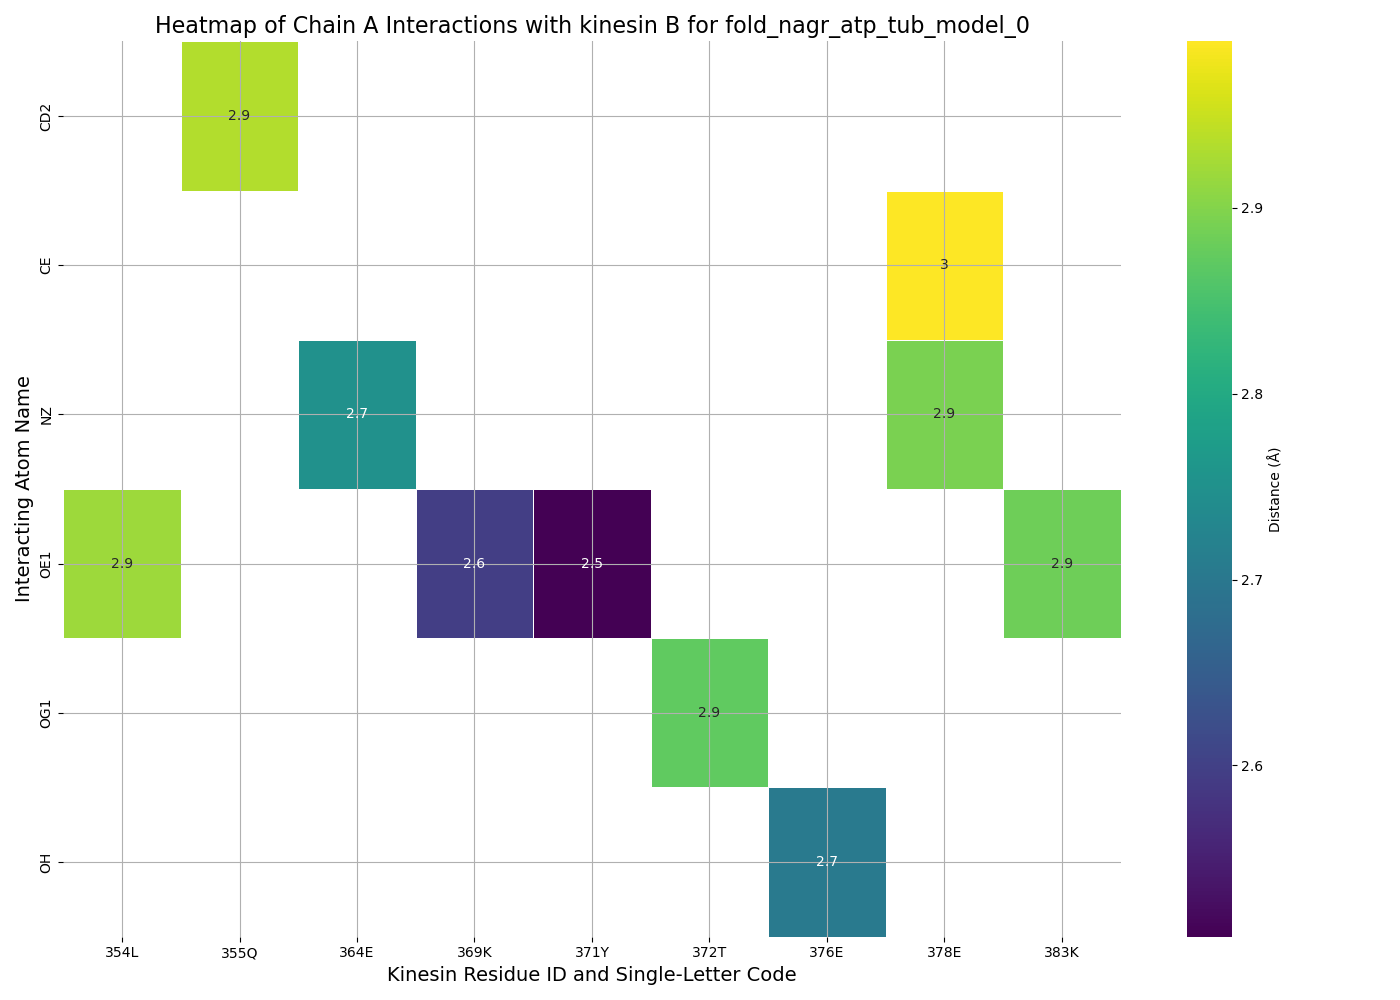 Heatmap of Chain A Interactions with kinesin B for fold_nagr_atp_tub_model_0
Interacting Atom Name
CD2
CE
NZ
OE1
OG1
OH
2.9
3
2.7
2.9
2.9
2.6
2.5
2.9
2.9
2.7
354L
355Q
364E
369K
371Y
372T
376E
378E
383K
Kinesin Residue ID and Single-Letter Code
2.9
2.8
2.7
2.6
Distance (Å)